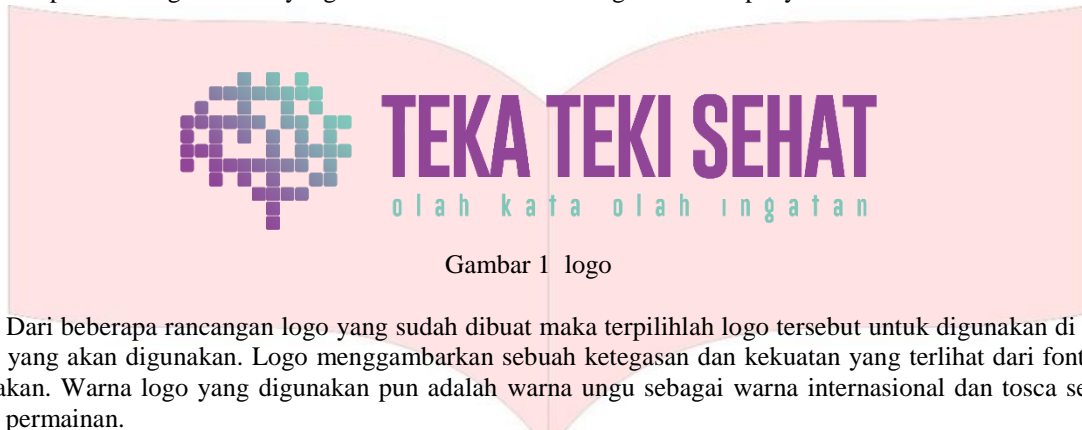 TEKA TEKI SEHAT
olah kata olah ingatan
Gambar 1 logo
Dari beberapa rancangan logo yang sudah dibuat maka terpilihlah logo tersebut untuk digunakan di
yang akan digunakan. Logo menggambarkan sebuah ketegasan dan kekuatan yang terlihat dari font
akan. Warna logo yang digunakan pun adalah warna ungu sebagai warna internasional dan tosca se
permainan.